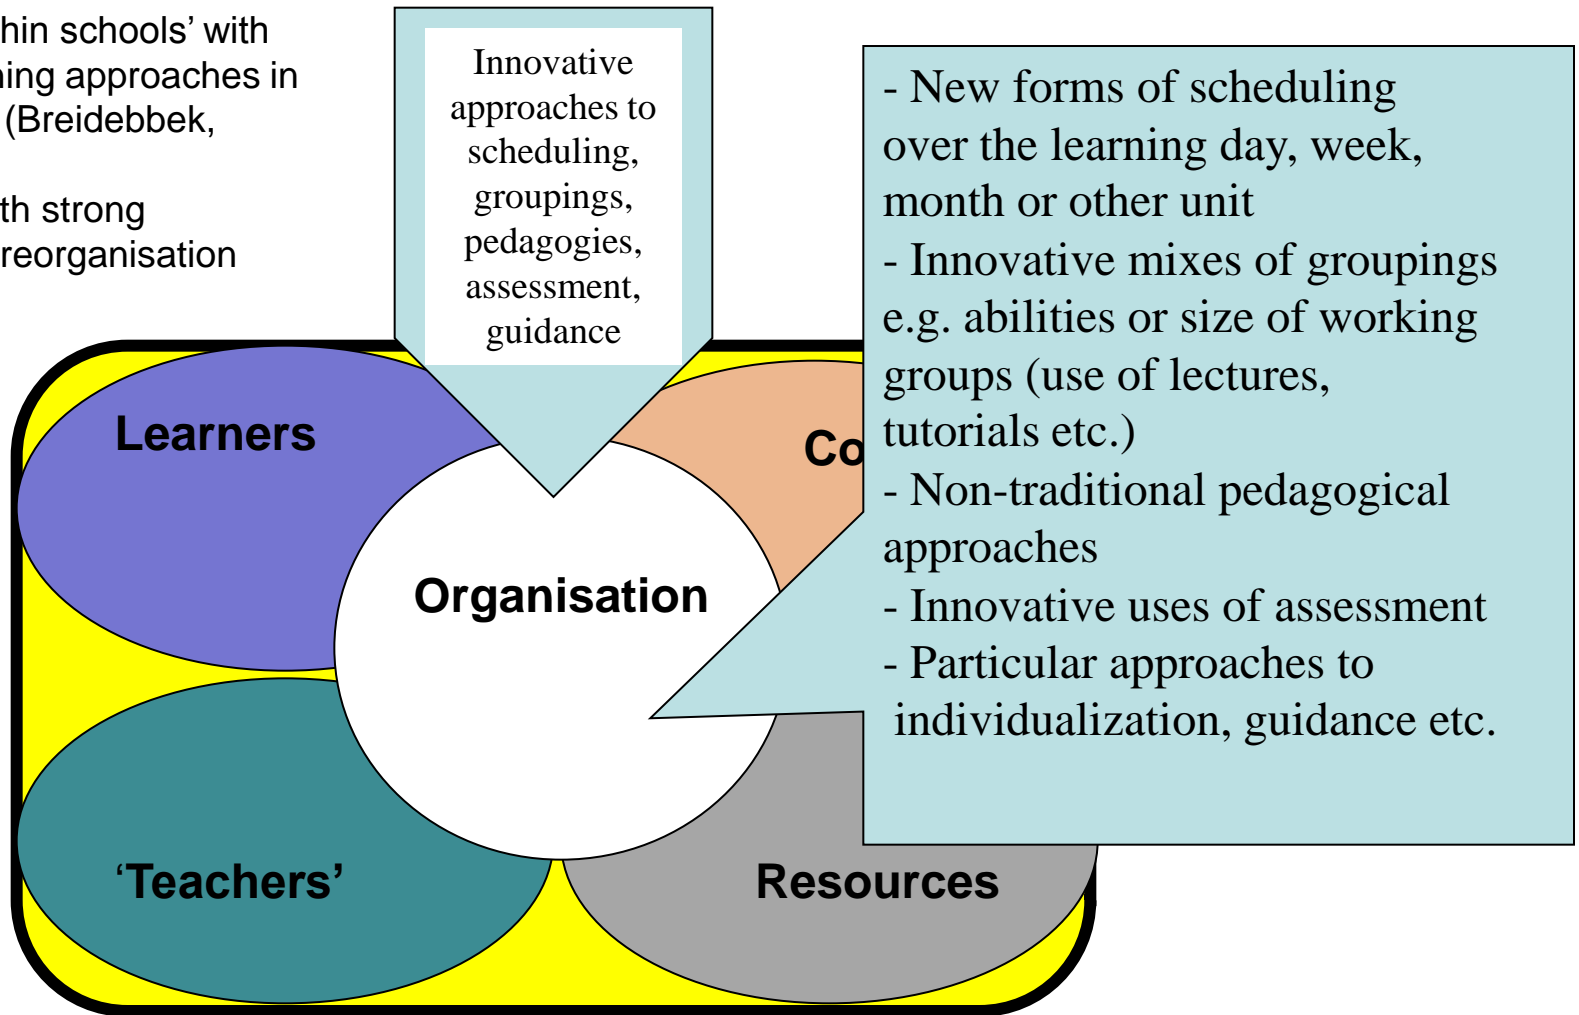 hin schools’ with
ning approaches in
(Breidebbek,
th strong
reorganisation
Innovative
approaches to
scheduling,
groupings,
pedagogies,
assessment,
guidance
- New forms of scheduling
over the learning day, week,
month or other unit
- Innovative mixes of groupings
e.g. abilities or size of working
groups (use of lectures,
tutorials etc.)
- Non-traditional pedagogical
approaches
- Innovative uses of assessment
- Particular approaches to
individualization, guidance etc.
Learners
Co
Organisation
‘Teachers’
Resources